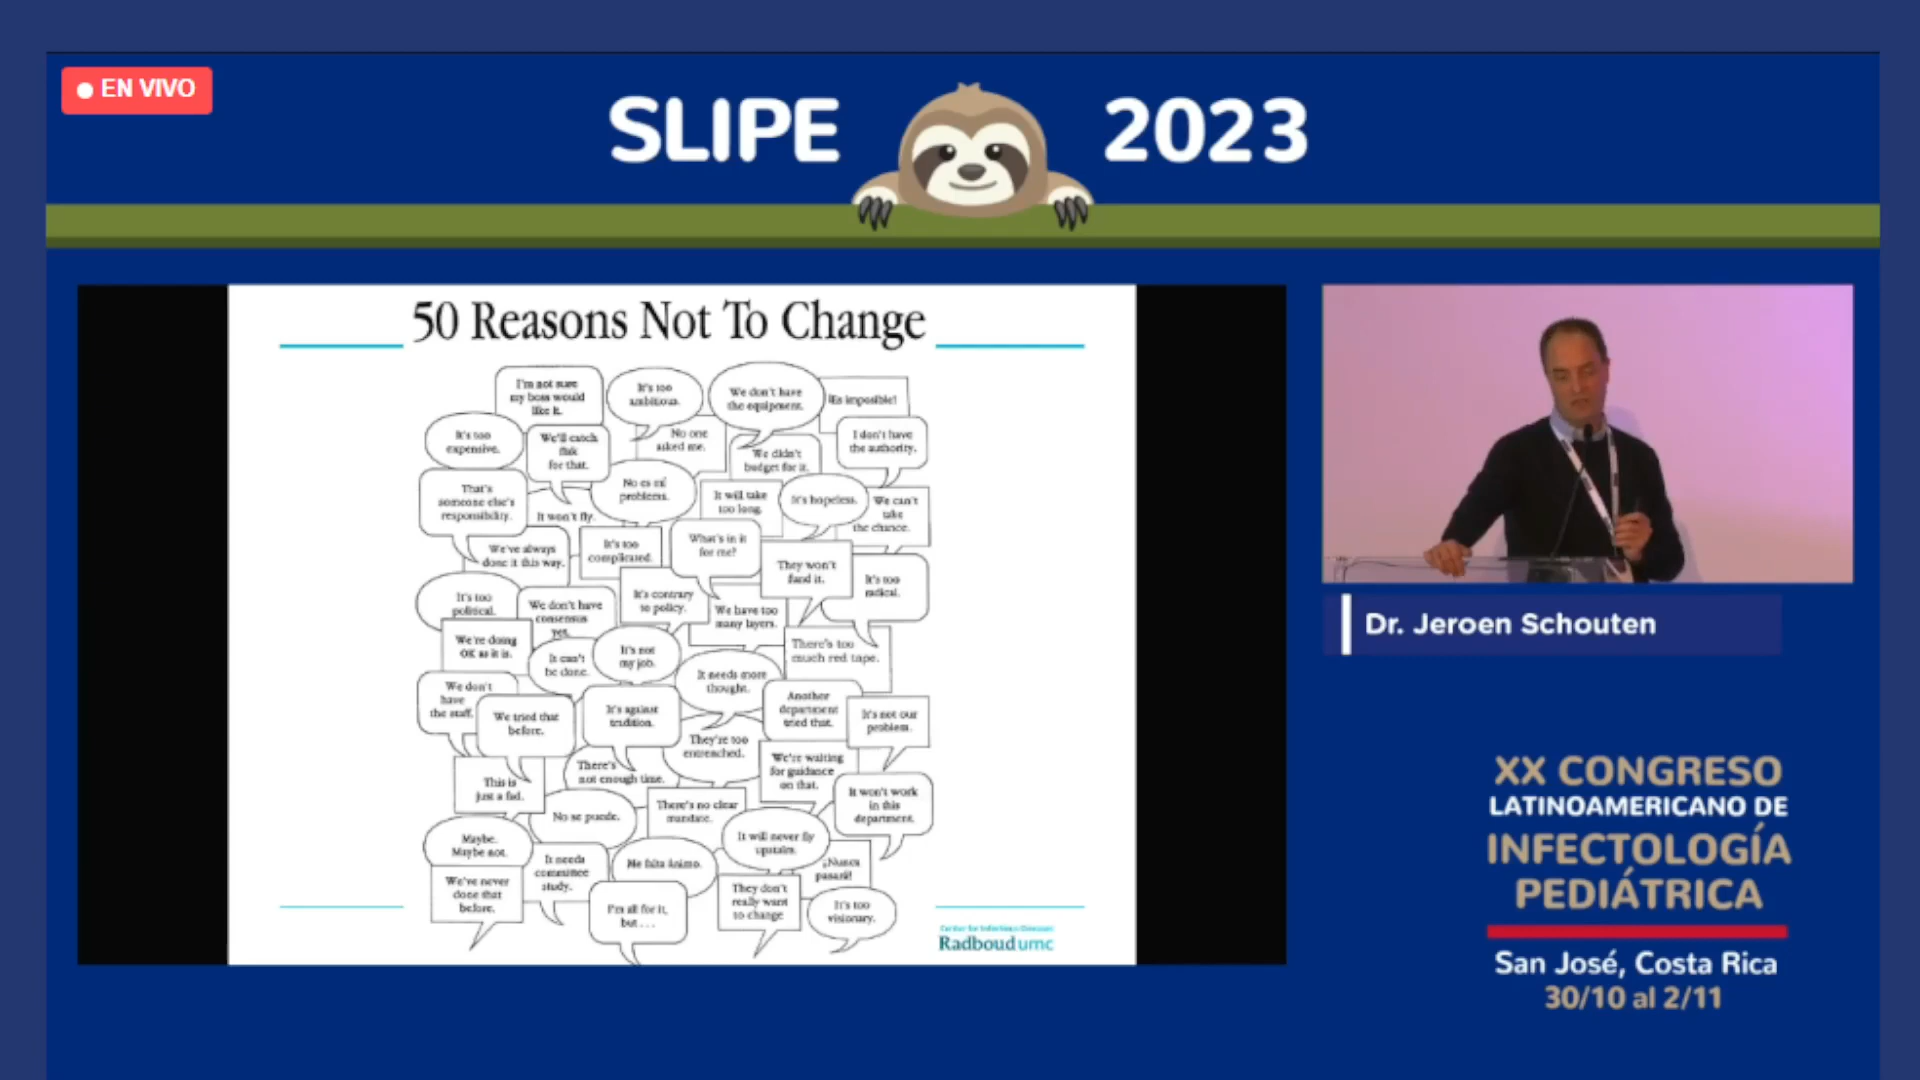 EN VIVO
SLIPE 2023
50 Reasons Not To Change
I'm not sure
my boss would
like it.
It's too
ambitious.
We don't have
the equipment.
¡Es imposible!
It's too
expensive.
We'll catch
flak
for that.
No one
asked me.
We didn't
budget for it.
I don't have
the authority.
That's
someone else's
responsibility.
It won't fly.
No es mi
problema.
It will take
too long.
It's hopeless.
We can't
take
the chance.
We've always
done it this way.
It's too
complicated.
What's in it
for me?
They won't
fund it.
It's too
radical.
It's too
political.
We don't have
consensus
yet.
It's contrary
to policy.
We have too
many layers.
We're doing
OK as it is.
It can't
be done.
It's not
my job.
There's too
much red tape.
It needs more
thought.
We don't
have
the staff.
We tried that
before.
It's against
tradition.
Another
department
tried that.
It's not our
problem.
They're too
entrenched.
There's
not enough time.
We're waiting
for guidance
on that.
This is
just a fad.
No se puede.
There's no clear
mandate.
It won't work
in this
department.
Maybe.
Maybe not.
It needs
committee
study.
Me falta ánimo.
It will never fly
upstairs.
¡Nunca
pasará!
We've never
done that
before.
I'm all for it,
but . . .
They don't
really want
to change
It's too
visionary.
Center for Infectious Diseases
Radboudumc
Dr. Jeroen Schouten
XX CONGRESO
LATINOAMERICANO DE
INFECTOLOGÍA
PEDIÁTRICA
San José, Costa Rica
30/10 al 2/11